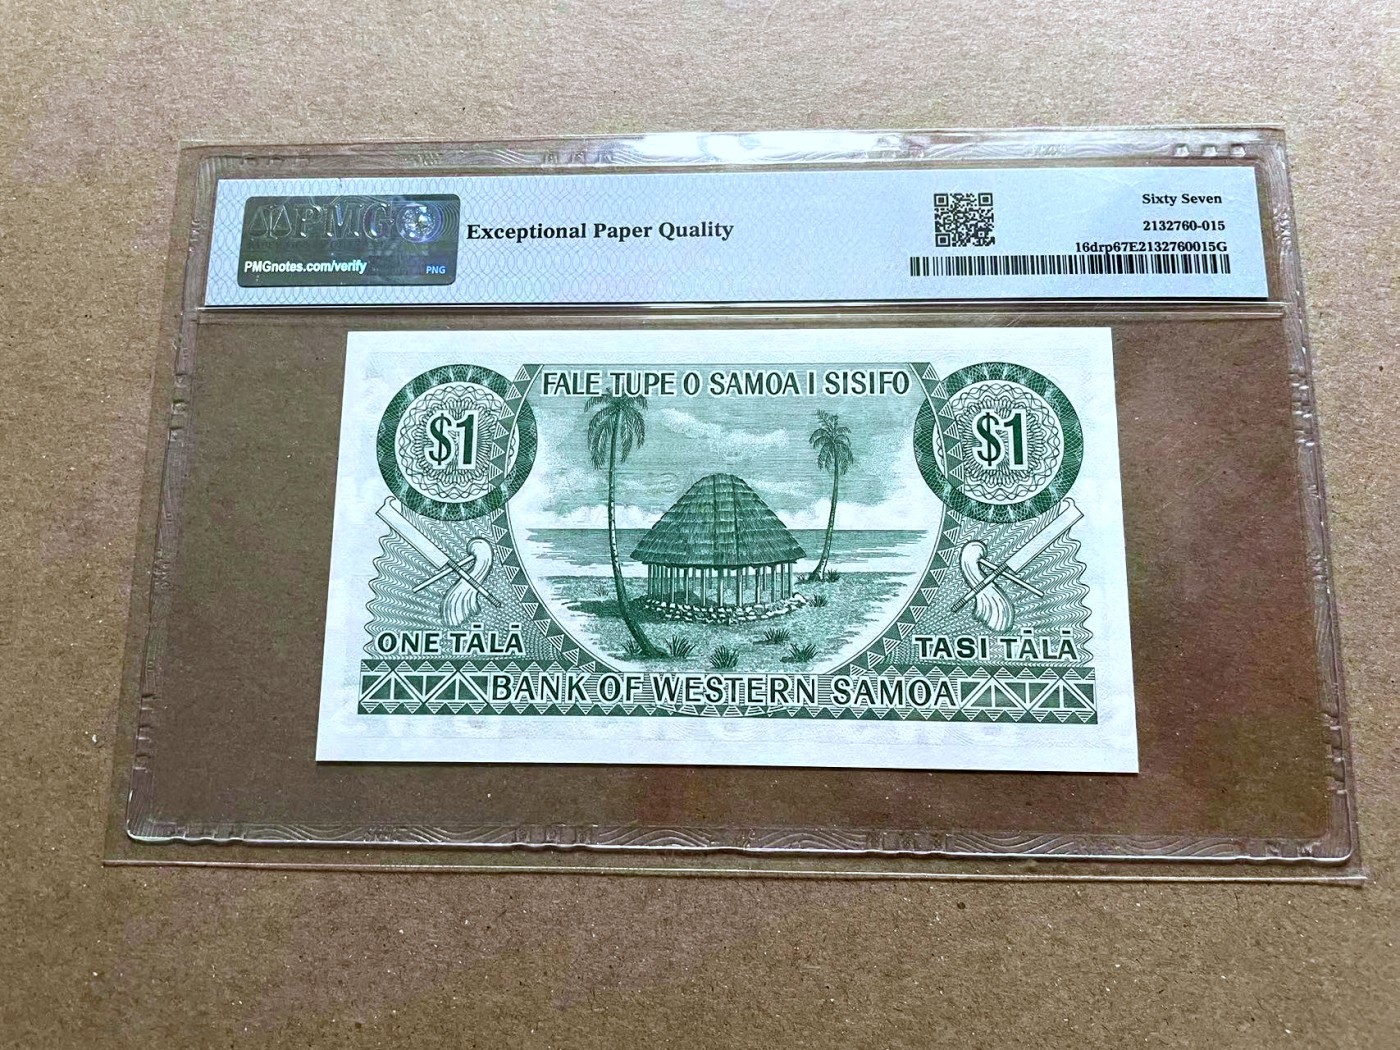 PMG
PMGnotes.com/verify
PNG
Exceptional Paper Quality
Sixty Seven
2132760-015
16drp67E2132760015G
FALE TUPE O SAMOA I SISIFO
$1
$1
ONE TĀLĀ
TASI TĀLĀ
BANK OF WESTERN SAMOA